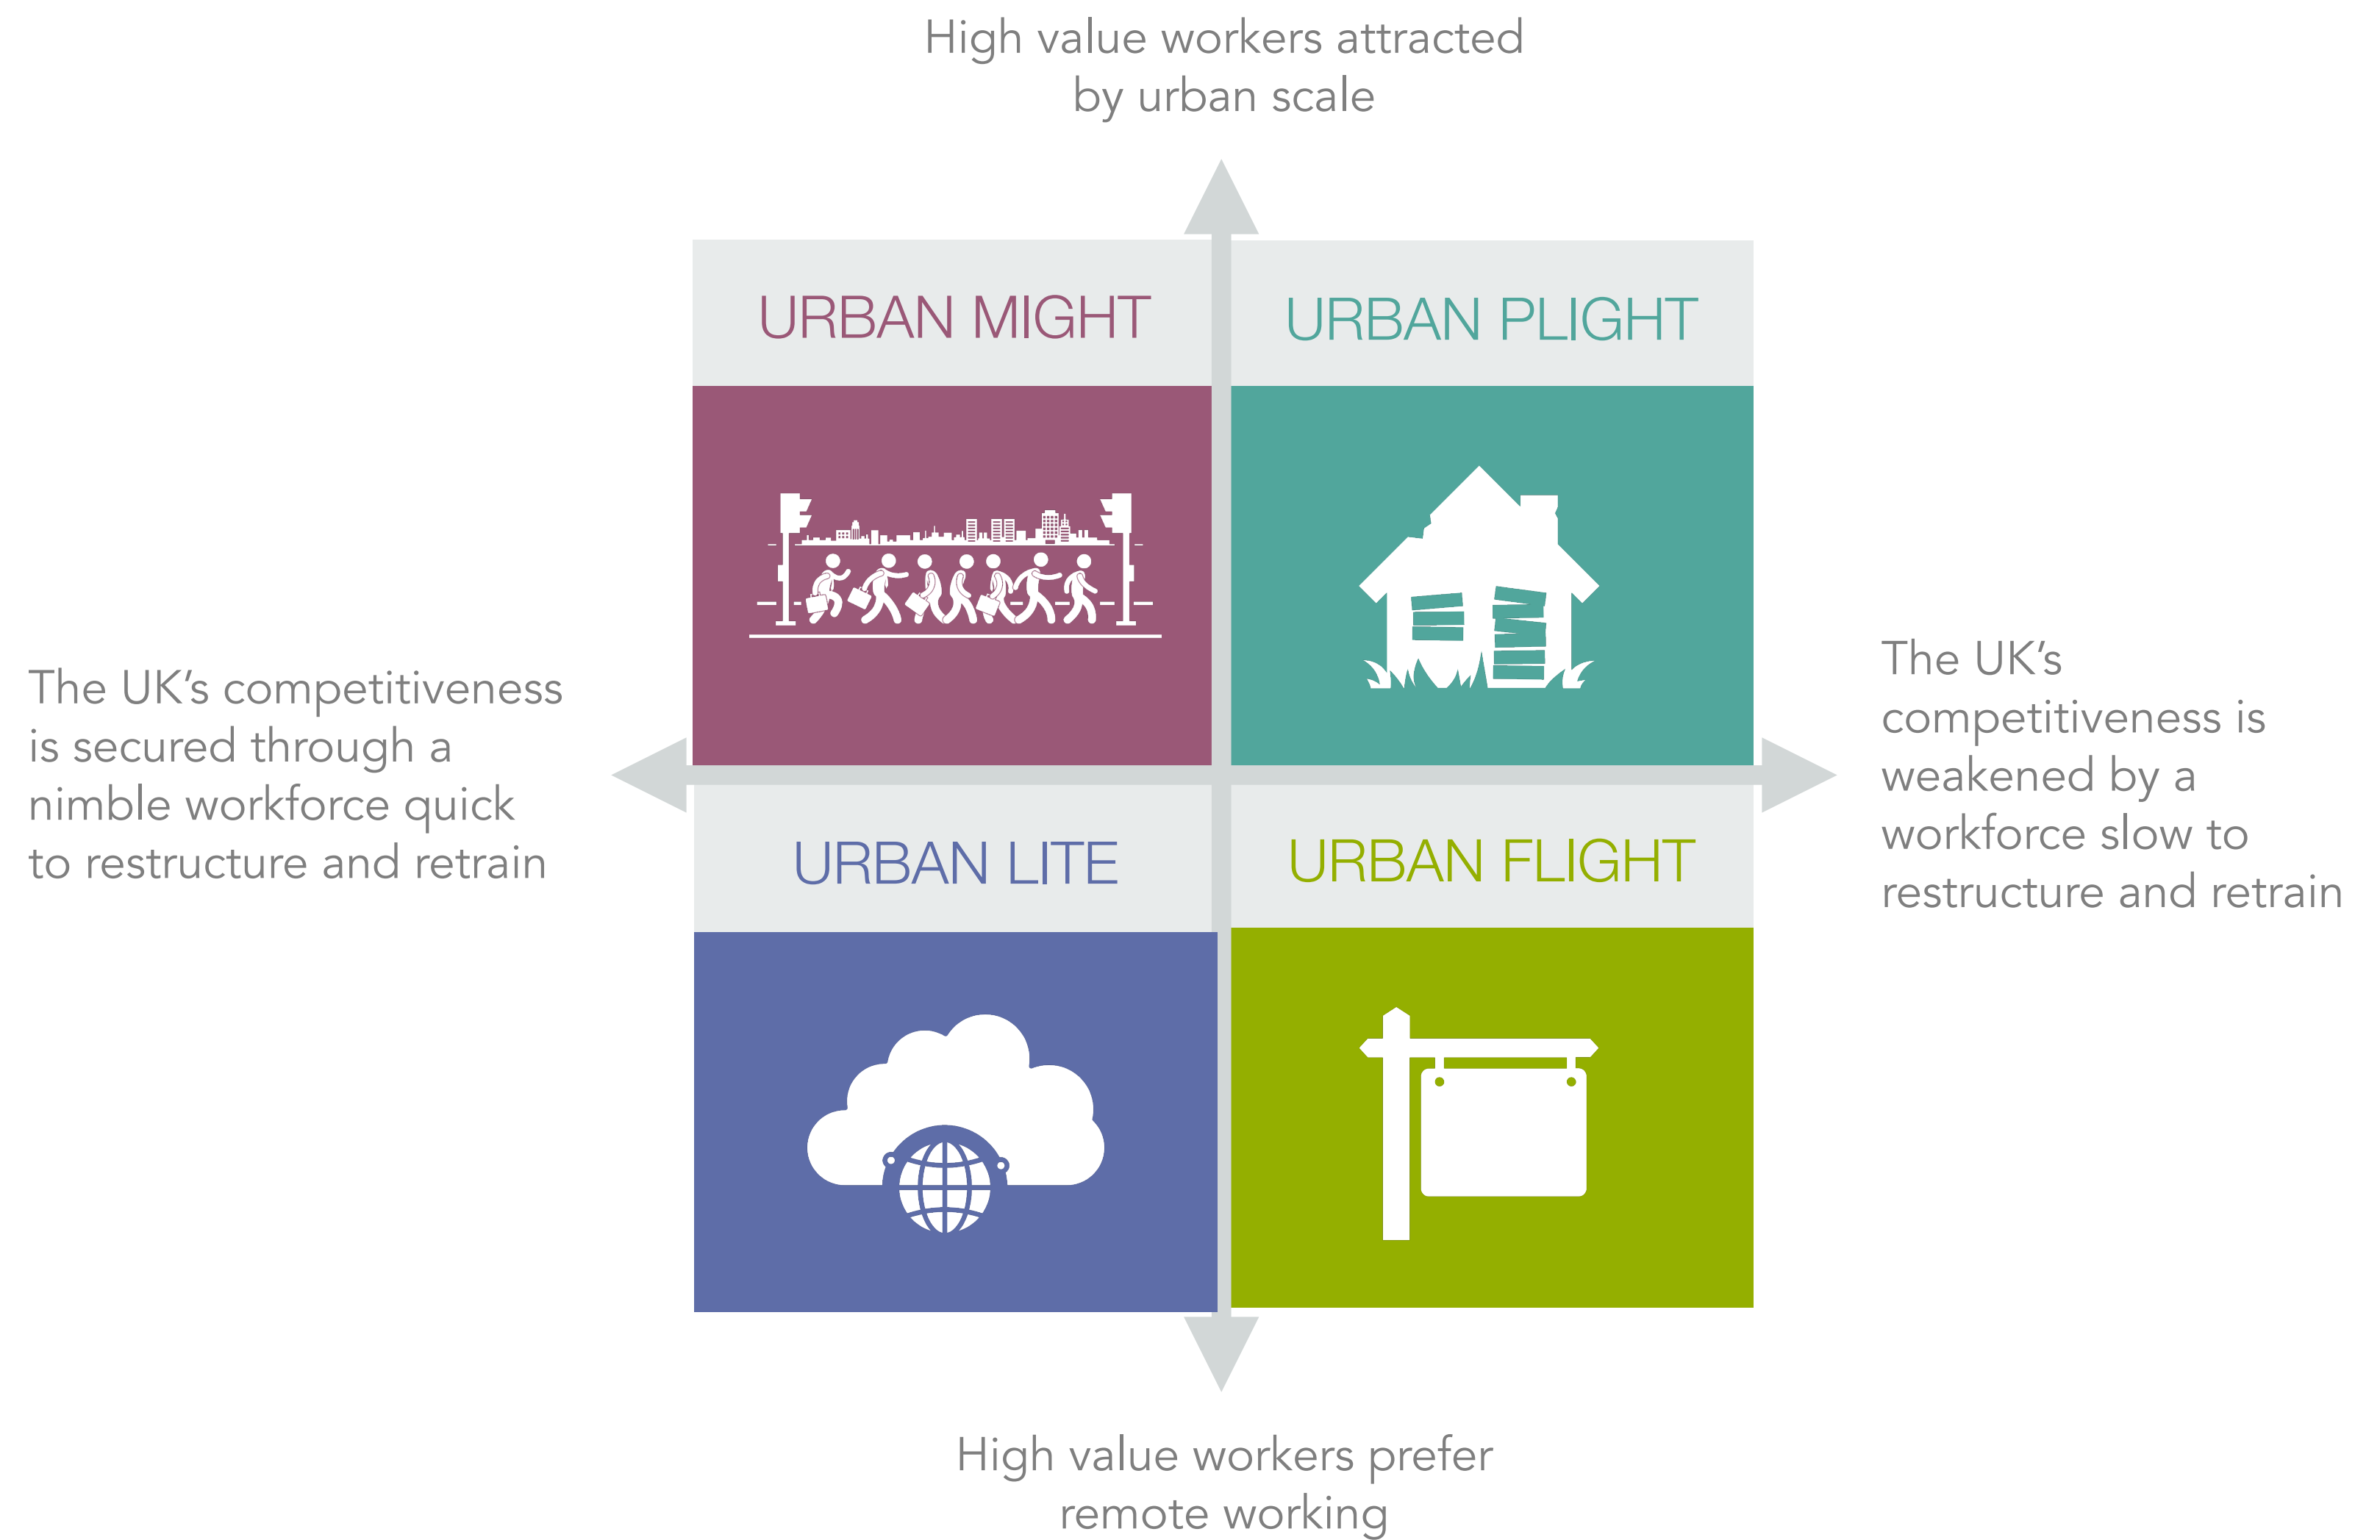 High value workers attracted
by urban scale
URBAN MIGHT
URBAN PLIGHT
The UK’s competitiveness
is secured through a
nimble workforce quick
to restructure and retrain
The UK’s
competitiveness is
weakened by a
workforce slow to
restructure and retrain
URBAN LITE
URBAN FLIGHT
High value workers prefer
remote working